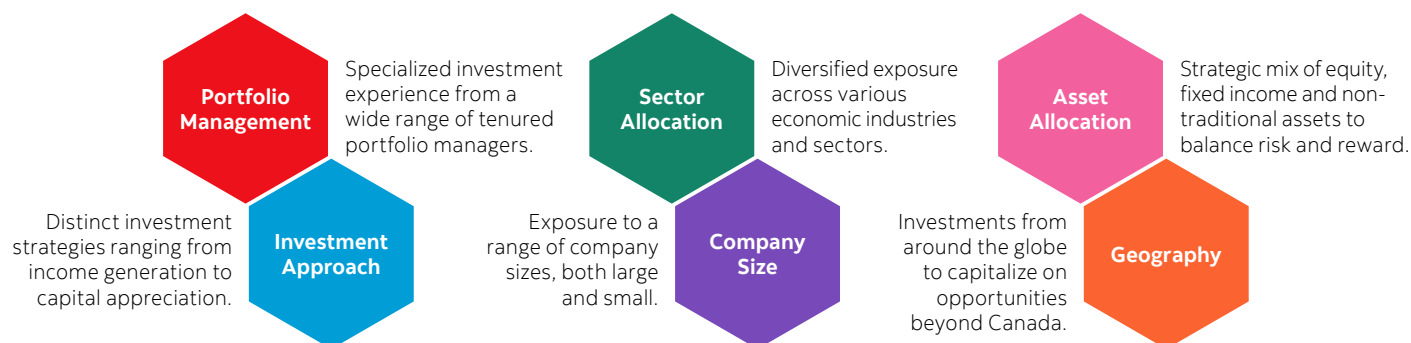 Portfolio
Management
Specialized investment
experience from a
wide range of tenured
portfolio managers.
Investment
Approach
Distinct investment
strategies ranging from
income generation to
capital appreciation.
Sector
Allocation
Diversified exposure
across various
economic industries
and sectors.
Company
Size
Exposure to a
range of company
sizes, both large
and small.
Asset
Allocation
Strategic mix of equity,
fixed income and non-
traditional assets to
balance risk and reward.
Geography
Investments from
around the globe
to capitalize on
opportunities
beyond Canada.